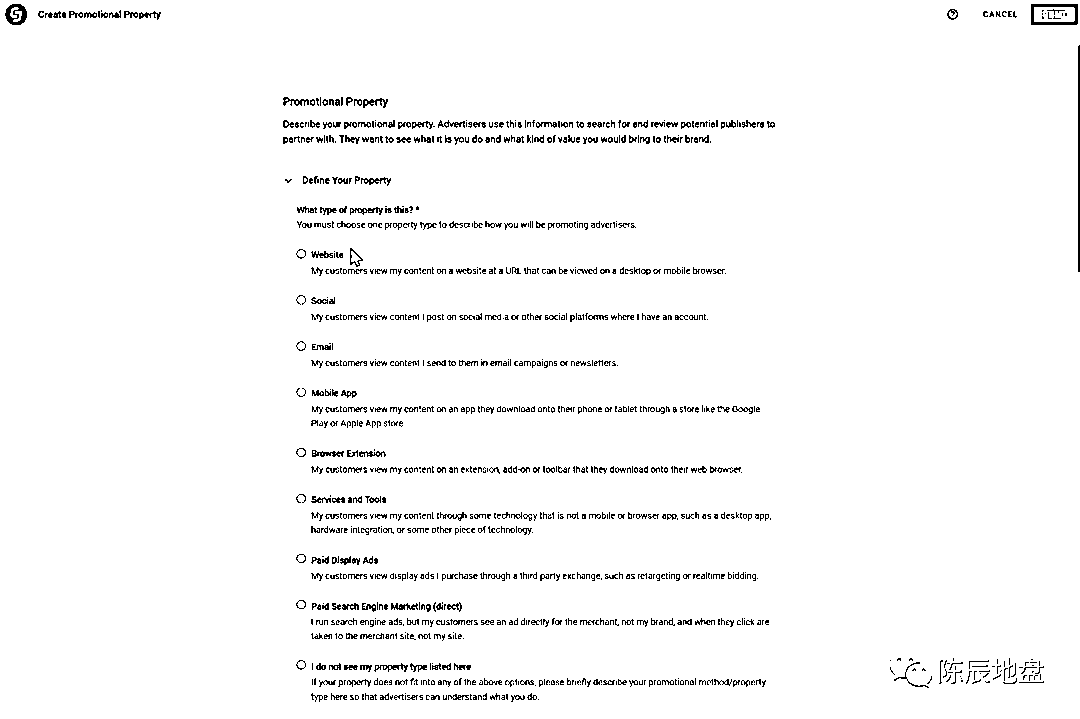 Create Promotional Property
CANCEL
Promotional Property
Describe your promotional property. Advertisers use this information to search for and review potential publishers to
partner with. They want to see what it is you do and what kind of value you would bring to their brand.
Define Your Property
What type of property is this? *
You must choose one property type to describe how you will be promoting advertisers.
Website
My customers view my content on a website at a URL that can be viewed on a desktop or mobile browser.
Social
My customers view content I post on social media or other social platforms where I have an account.
Email
My customers view content I send to them in email campaigns or newsletters.
Mobile App
My customers view my content on an app they download onto their phone or tablet through a store like the Google
Play or Apple App store
Browser Extension
My customers view my content on an extension, add-on or toolbar that they download onto their web browser.
Services and Tools
My customers view my content through some technology that is not a mobile or browser app, such as a desktop app,
hardware integration, or some other piece of technology.
Paid Display Ads
My customers view display ads I purchase through a third party exchange, such as retargeting or realtime bidding.
Paid Search Engine Marketing (direct)
I run search engine ads, but my customers see an ad directly for the merchant, not my brand, and when they click are
taken to the merchant site, not my site.
I do not see my property type listed here
If your property does not fit into any of the above options, please briefly describe your promotional method/property
type here so that advertisers can understand what you do.
陈辰地盘